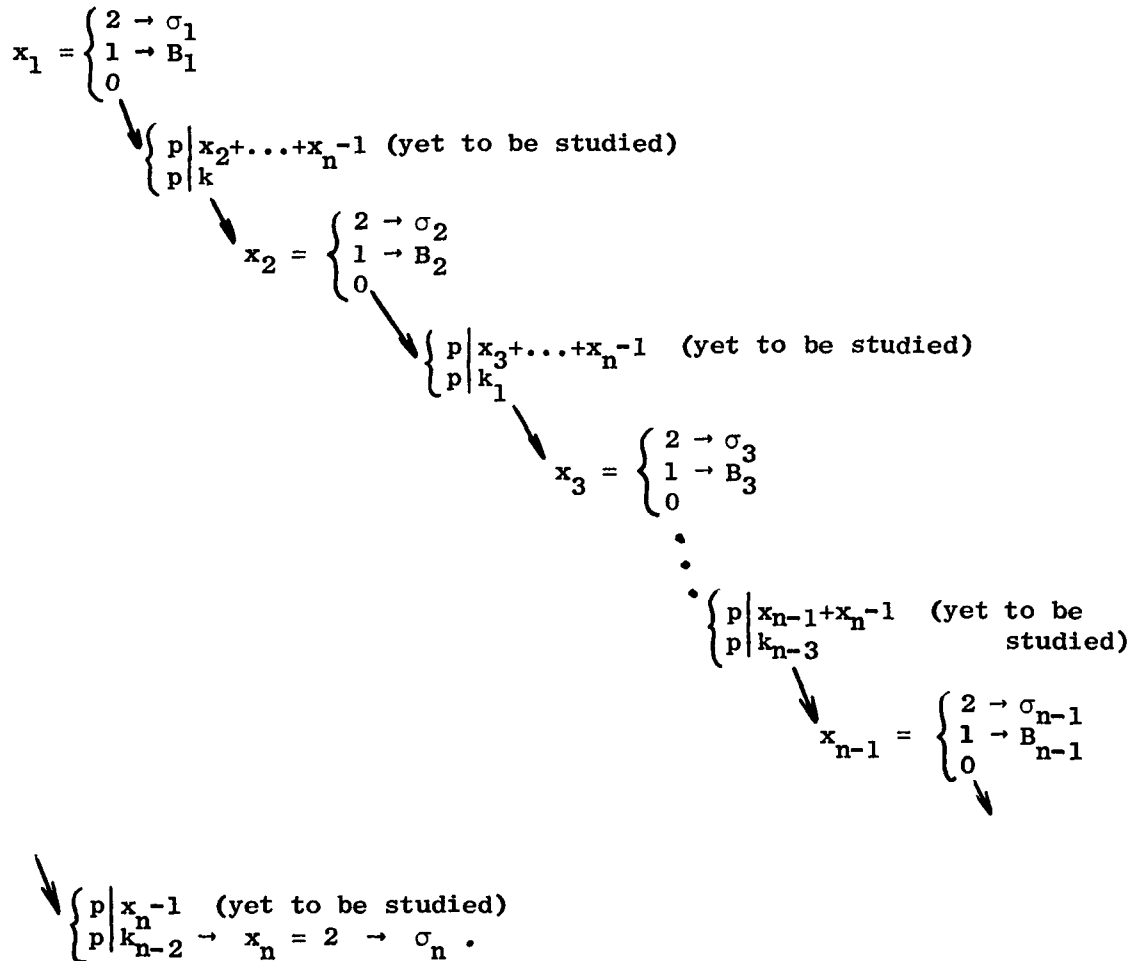 x₁ = { 2 → σ₁
1 → B₁
0
{ p|x₂+...+xₙ-1 (yet to be studied)
p|k
x₂ = { 2 → σ₂
1 → B₂
0
{ p|x₃+...+xₙ-1 (yet to be studied)
p|k₁
x₃ = { 2 → σ₃
1 → B₃
0
{ p|xₙ₋₁+xₙ-1 (yet to be studied)
p|kₙ₋₃
xₙ₋₁ = { 2 → σₙ₋₁
1 → Bₙ₋₁
0
{ p|xₙ-1 (yet to be studied)
p|kₙ₋₂ → xₙ = 2 → σₙ .